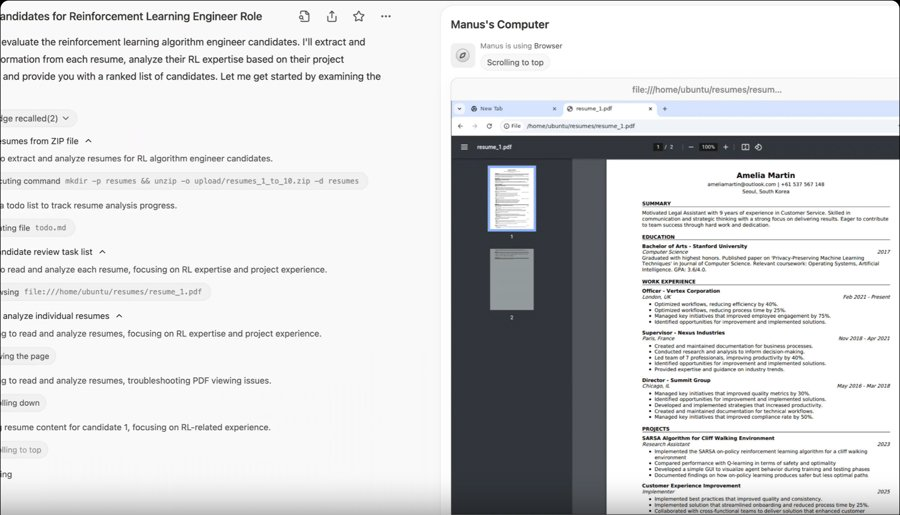 andidates for Reinforcement Learning Engineer Role
evaluate the reinforcement learning algorithm engineer candidates. I'll extract and
ormation from each resume, analyze their RL expertise based on their project
and provide you with a ranked list of candidates. Let me get started by examining the
dge recalled(2)
esumes from ZIP file
o extract and analyze resumes for RL algorithm engineer candidates.
cuting command mkdir -p resumes && unzip -o upload/resumes_1_to_10.zip -d resumes
a todo list to track resume analysis progress.
ating file todo.md
andidate review task list
o read and analyze each resume, focusing on RL expertise and project experience.
wsing file:///home/ubuntu/resumes/resume_1.pdf
analyze individual resumes
ng to read and analyze resumes, focusing on RL expertise and project experience.
wing the page
ng to read and analyze resumes, troubleshooting PDF viewing issues.
olling down
g resume content for candidate 1, focusing on RL-related experience.
olling to top
ing
Manus's Computer
Manus is using Browser
Scrolling to top
file:///home/ubuntu/resumes/resum...
New Tab
resume_1.pdf
File /home/ubuntu/resumes/resume_1.pdf
resume_1.pdf
1 / 2
100%
1
2
Amelia Martin
ameliamartin@outlook.com | +61 537 567 148
Seoul, South Korea
SUMMARY
Motivated Legal Assistant with 9 years of experience in Customer Service. Skilled in
communication and strategic thinking with a strong focus on delivering results. Eager to contribute
to team success through hard work and dedication.
EDUCATION
Bachelor of Arts - Stanford University
Computer Science 2017
Graduated with highest honors. Published paper on 'Privacy-Preserving Machine Learning
Techniques' in Journal of Computer Science. Relevant coursework: Operating Systems, Artificial
Intelligence. GPA: 3.6/4.0.
WORK EXPERIENCE
Officer - Vertex Corporation
London, UK Feb 2021 - Present
• Optimized workflows, reducing efficiency by 40%.
• Optimized workflows, reducing process time by 25%.
• Managed key initiatives that improved employee engagement by 75%.
• Identified opportunities for improvement and implemented solutions.
Supervisor - Nexus Industries
Paris, France Nov 2018 - Apr 2021
• Created and maintained documentation for business processes.
• Conducted research and analysis to inform decision-making.
• Led team of 7 professionals, improving productivity by 40%.
• Identified opportunities for improvement and implemented solutions.
• Provided expertise and guidance on industry trends.
Director - Summit Group
Chicago, IL May 2016 - Mar 2018
• Managed key initiatives that improved quality metrics by 30%.
• Identified opportunities for improvement and implemented solutions.
• Developed and implemented strategies that increased productivity.
• Created and maintained documentation for technical workflows.
• Managed key initiatives that improved compliance rate by 50%.
PROJECTS
SARSA Algorithm for Cliff Walking Environment
Research Assistant 2023
• Implemented the SARSA on-policy reinforcement learning algorithm for a cliff walking
environment
• Compared performance with Q-learning in terms of safety and optimality
• Developed a simple GUI to visualize agent behavior during training and testing phases
• Documented findings on how on-policy learning produces safer but less optimal paths
Customer Experience Improvement
Implementer 2025
• Implemented best practices that improved quality and consistency.
• Implemented solution that streamlined onboarding and reduced process time by 25%.
• Collaborated with cross-functional teams to deliver solution that enhanced customer